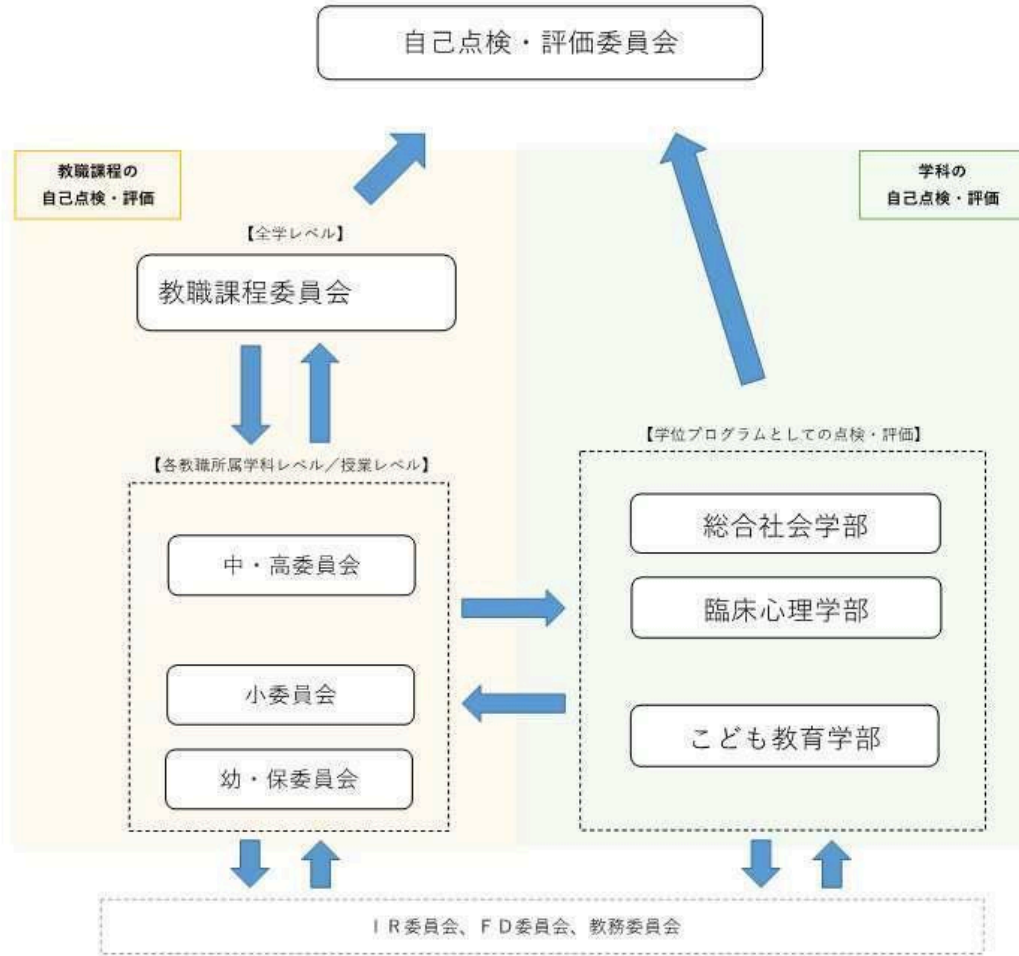 自己点検・評価委員会
教職課程の
自己点検・評価
学科の
自己点検・評価
【全学レベル】
教職課程委員会
【学位プログラムとしての点検・評価】
【各教職所属学科レベル／授業レベル】
中・高委員会
小委員会
幼・保委員会
総合社会学部
臨床心理学部
こども教育学部
ＩＲ委員会、ＦＤ委員会、教務委員会